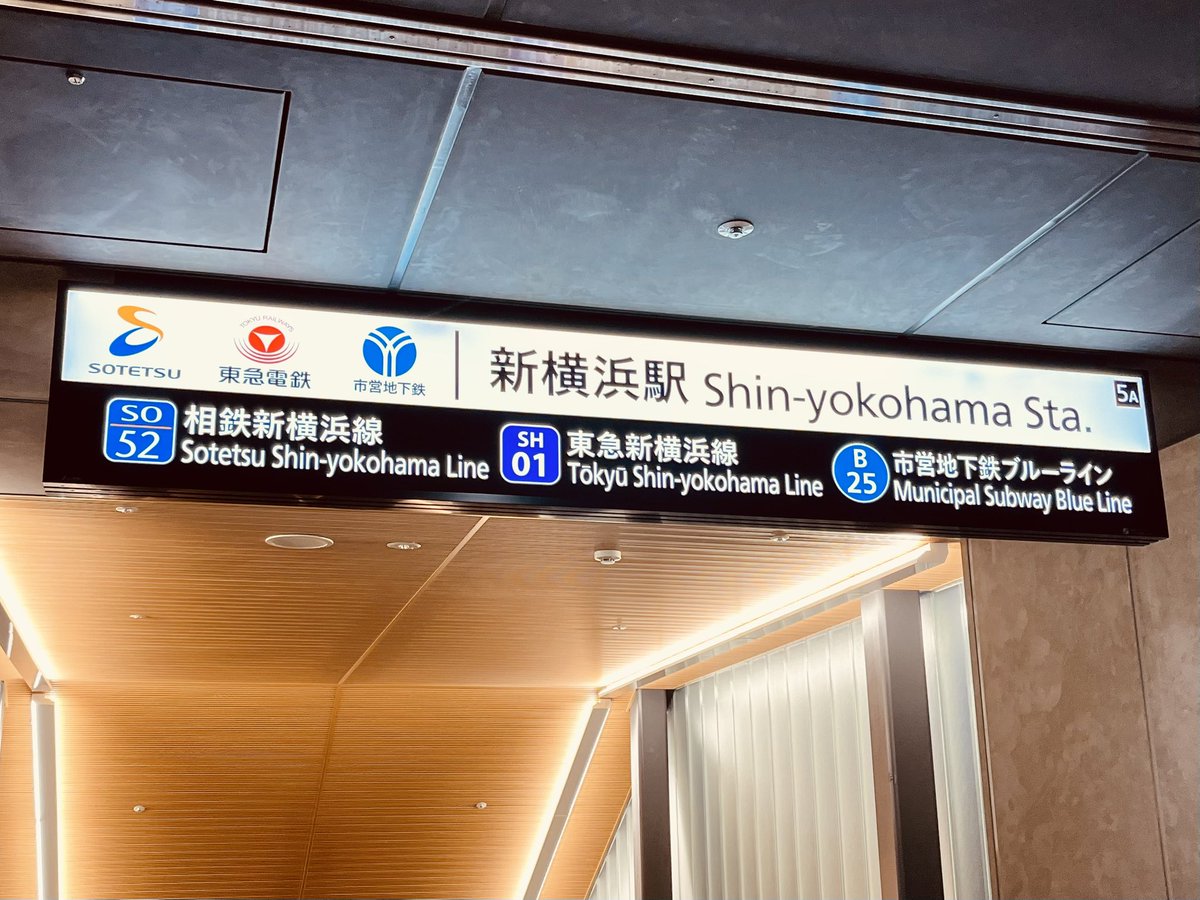 SOTETSU
TOKYU RAILWAYS
東急電鉄
市営地下鉄
新横浜駅 Shin-yokohama Sta.
5A
SO
52
相鉄新横浜線
Sotetsu Shin-yokohama Line
SH
01
東急新横浜線
Tōkyū Shin-yokohama Line
B
25
市営地下鉄ブルーライン
Municipal Subway Blue Line